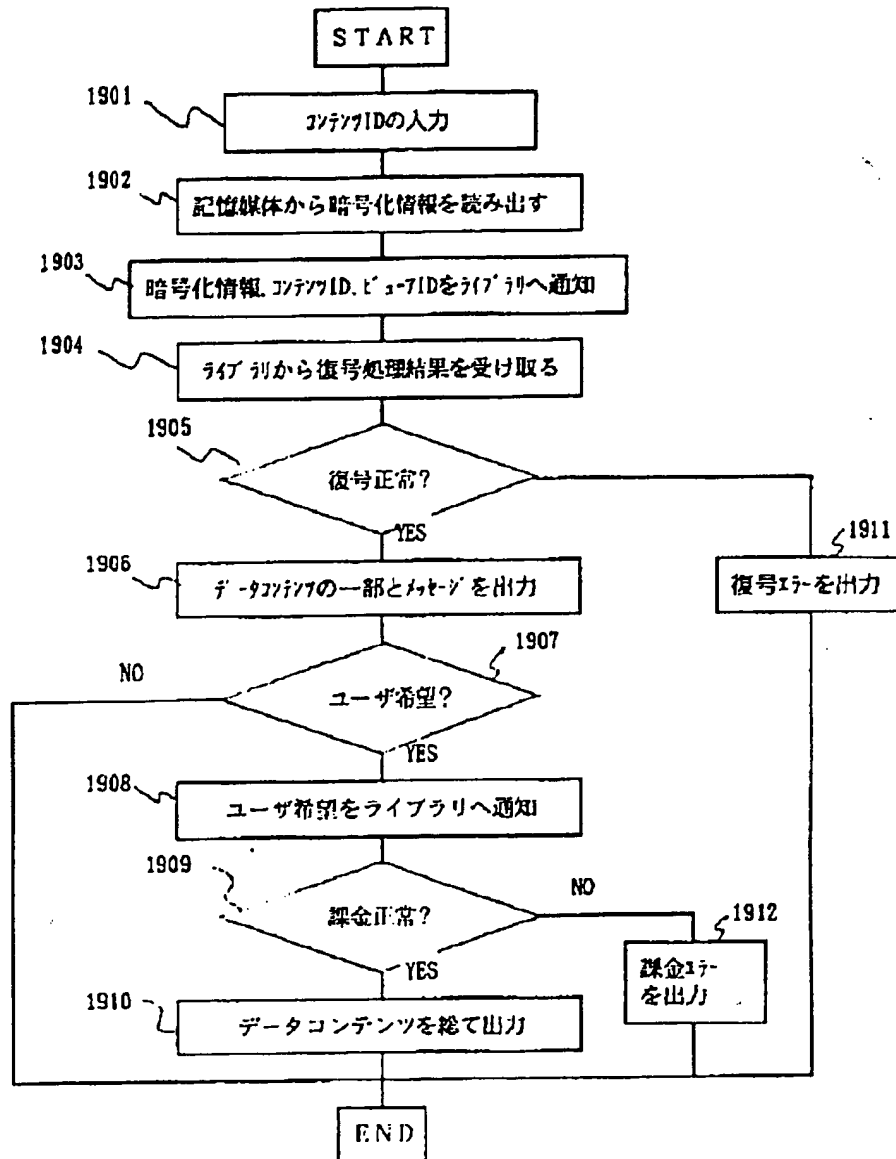 START
1901
コンテンツIDの入力
1902
記憶媒体から暗号化情報を読み出す
1903
暗号化情報、コンテンツID、ビューアIDをライブラリへ通知
1904
ライブラリから復号処理結果を受け取る
1905
復号正常?
YES
1911
復号エラーを出力
1906
データコンテンツの一部とメッセージを出力
1907
NO
ユーザ希望?
YES
1908
ユーザ希望をライブラリへ通知
1909
NO
課金正常?
YES
1912
課金エラー
を出力
1910
データコンテンツを総て出力
END